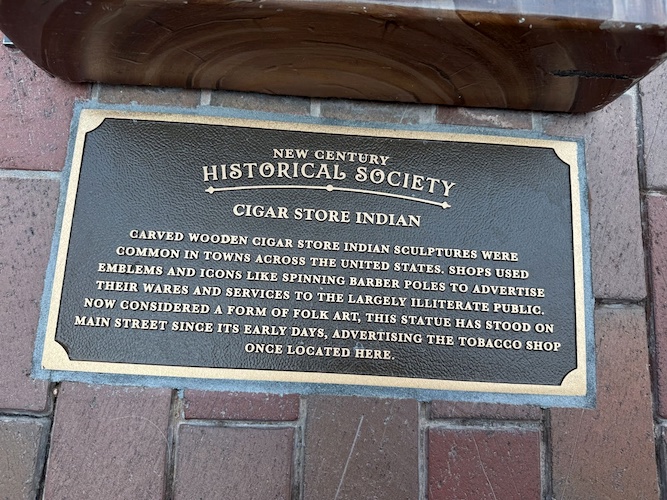 NEW CENTURY
HISTORICAL SOCIETY
CIGAR STORE INDIAN
CARVED WOODEN CIGAR STORE INDIAN SCULPTURES WERE
COMMON IN TOWNS ACROSS THE UNITED STATES. SHOPS USED
EMBLEMS AND ICONS LIKE SPINNING BARBER POLES TO ADVERTISE
THEIR WARES AND SERVICES TO THE LARGELY ILLITERATE PUBLIC.
NOW CONSIDERED A FORM OF FOLK ART, THIS STATUE HAS STOOD ON
MAIN STREET SINCE ITS EARLY DAYS, ADVERTISING THE TOBACCO SHOP
ONCE LOCATED HERE.